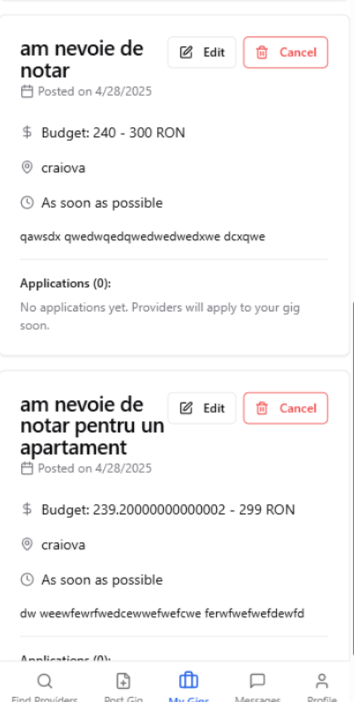 am nevoie de
notar
Edit
Cancel
Posted on 4/28/2025
Budget: 240 - 300 RON
craiova
As soon as possible
qawsdx qwedwqedqwedwedwedxwe dcxqwe
Applications (0):
No applications yet. Providers will apply to your gig
soon.
am nevoie de
notar pentru un
apartament
Edit
Cancel
Posted on 4/28/2025
Budget: 239.20000000000002 - 299 RON
craiova
As soon as possible
dw weewfewrfwedcewwefwefcwe ferwfwefwefdewfd
Applications (0):
Find Providers
Post Gig
My Gigs
Messages
Profile